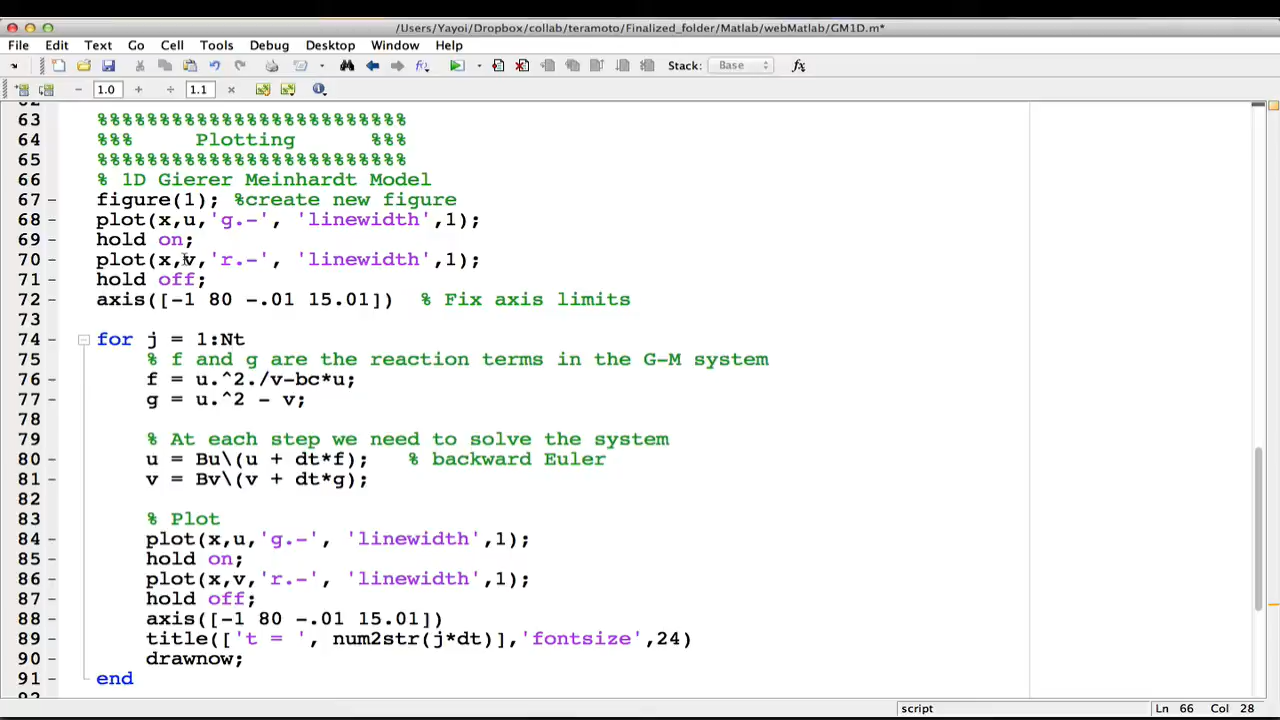 /Users/Yayoi/Dropbox/collab/teramoto/Finalized_folder/Matlab/webMatlab/GM1D.m*
File Edit Text Go Cell Tools Debug Desktop Window Help
Stack: Base fx
1.0 1.1
63 %%%%%%%%%%%%%%%%%%%%%%%%%
64 %%% Plotting %%%
65 %%%%%%%%%%%%%%%%%%%%%%%%%
66 % 1D Gierer Meinhardt Model
67 - figure(1); %create new figure
68 - plot(x,u,'g.-', 'linewidth',1);
69 - hold on;
70 - plot(x,v,'r.-', 'linewidth',1);
71 - hold off;
72 - axis([-1 80 -.01 15.01]) % Fix axis limits
73
74 - for j = 1:Nt
75 % f and g are the reaction terms in the G-M system
76 - f = u.^2./v-bc*u;
77 - g = u.^2 - v;
78
79 % At each step we need to solve the system
80 - u = Bu\(u + dt*f); % backward Euler
81 - v = Bv\(v + dt*g);
82
83 % Plot
84 - plot(x,u,'g.-', 'linewidth',1);
85 - hold on;
86 - plot(x,v,'r.-', 'linewidth',1);
87 - hold off;
88 - axis([-1 80 -.01 15.01])
89 - title(['t = ', num2str(j*dt)],'fontsize',24)
90 - drawnow;
91 - end
script Ln 66 Col 28